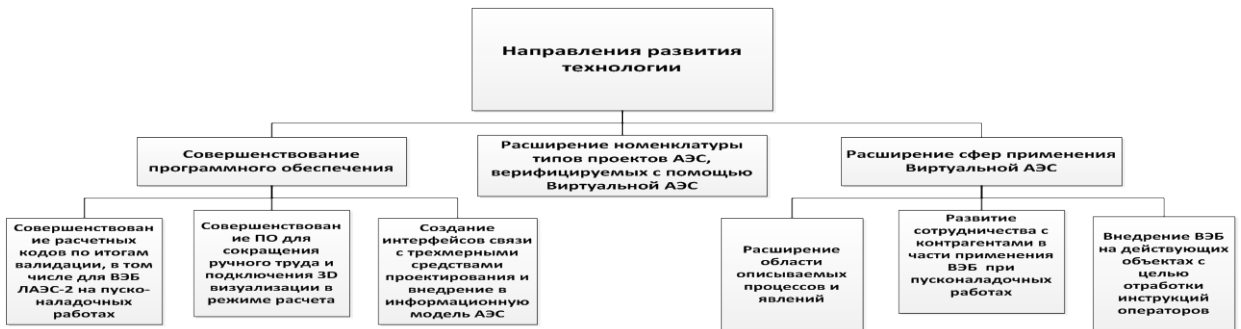 Направления развития
технологии
Совершенствование
программного обеспечения
Расширение номенклатуры
типов проектов АЭС,
верифицируемых с помощью
Виртуальной АЭС
Расширение сфер применения
Виртуальной АЭС
Совершенствован
ие расчетных
кодов по итогам
валидации, в том
числе для ВЭБ
ЛАЭС-2 на пуско-
наладочных
работах
Совершенствован
ие ПО для
сокращения
ручного труда и
подключения 3D
визуализации в
режиме расчета
Создание
интерфейсов связи
с трехмерными
средствами
проектирования и
внедрение в
информационную
модель АЭС
Расширение
области
описываемых
процессов и
явлений
Развитие
сотрудничества с
контрагентами в
части применения
ВЭБ при
пусконаладочных
работах
Внедрение ВЭБ
на действующих
объектах с
целью
отработки
инструкций
операторов